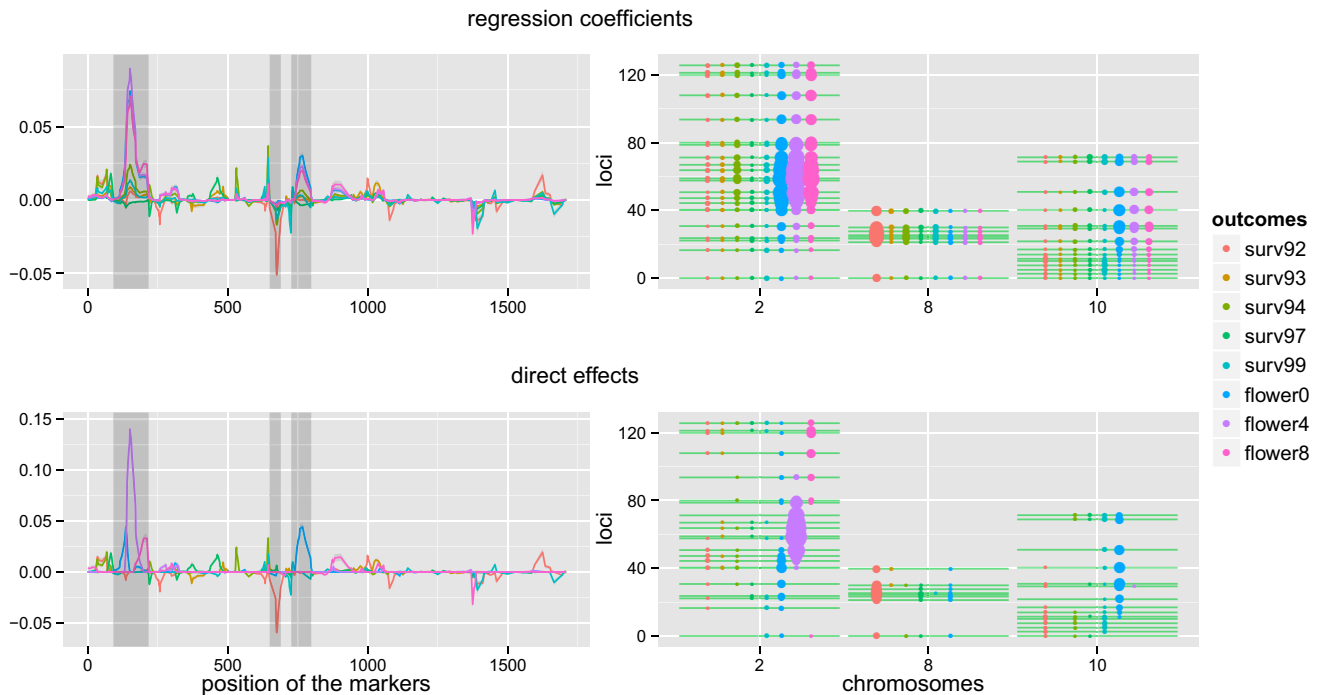 regression coefficients
0.05
0.00
−0.05
0
500
1000
1500
loci
120
80
40
0
2
8
10
direct effects
0.15
0.10
0.05
0.00
−0.05
0
500
1000
1500
position of the markers
loci
120
80
40
0
2
8
10
chromosomes
outcomes
surv92
surv93
surv94
surv97
surv99
flower0
flower4
flower8